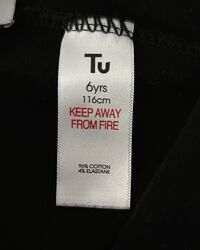 Tu
6yrs
116cm
KEEP AWAY
FROM FIRE
96% COTTON
4% ELASTANE